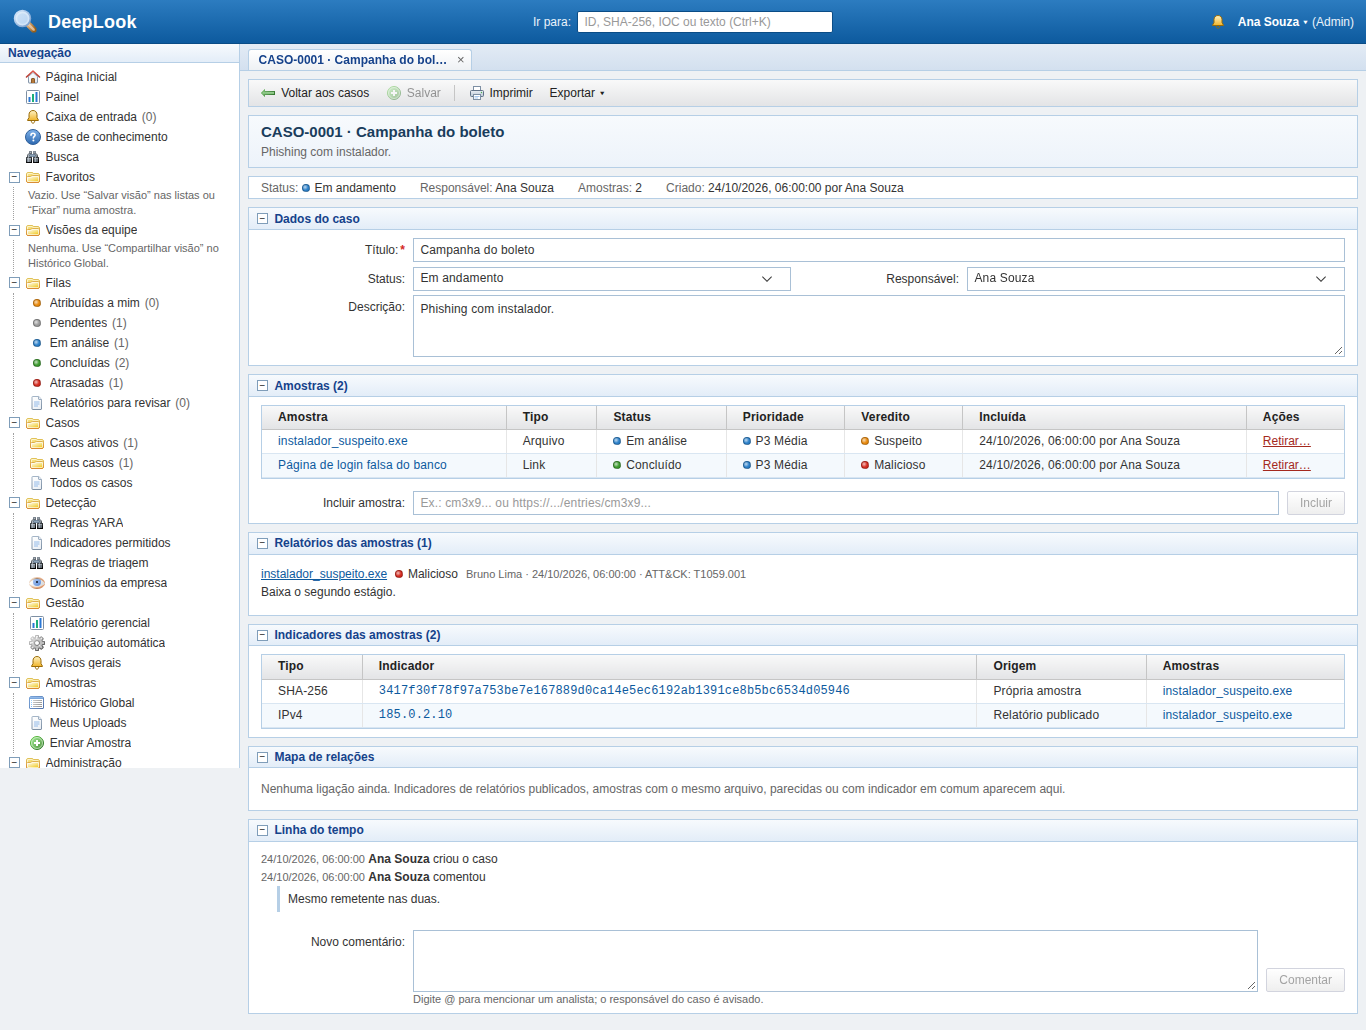 DeepLook
Ir para: ID, SHA-256, IOC ou texto (Ctrl+K)
Ana Souza (Admin)
Navegação
Página Inicial
Painel
Caixa de entrada (0)
Base de conhecimento
Busca
Favoritos
Vazio. Use “Salvar visão” nas listas ou
“Fixar” numa amostra.
Visões da equipe
Nenhuma. Use “Compartilhar visão” no
Histórico Global.
Filas
Atribuídas a mim (0)
Pendentes (1)
Em análise (1)
Concluídas (2)
Atrasadas (1)
Relatórios para revisar (0)
Casos
Casos ativos (1)
Meus casos (1)
Todos os casos
Detecção
Regras YARA
Indicadores permitidos
Regras de triagem
Domínios da empresa
Gestão
Relatório gerencial
Atribuição automática
Avisos gerais
Amostras
Histórico Global
Meus Uploads
Enviar Amostra
Administração
CASO-0001 · Campanha do bol… ×
Voltar aos casos Salvar Imprimir Exportar
CASO-0001 · Campanha do boleto
Phishing com instalador.
Status: Em andamento Responsável: Ana Souza Amostras: 2 Criado: 24/10/2026, 06:00:00 por Ana Souza
Dados do caso
Título:* Campanha do boleto
Status: Em andamento Responsável: Ana Souza
Descrição: Phishing com instalador.
Amostras (2)
Amostra Tipo Status Prioridade Veredito Incluída Ações
instalador_suspeito.exe Arquivo Em análise P3 Média Suspeito 24/10/2026, 06:00:00 por Ana Souza Retirar…
Página de login falsa do banco Link Concluído P3 Média Malicioso 24/10/2026, 06:00:00 por Ana Souza Retirar…
Incluir amostra: Ex.: cm3x9... ou https://.../entries/cm3x9... Incluir
Relatórios das amostras (1)
instalador_suspeito.exe Malicioso Bruno Lima · 24/10/2026, 06:00:00 · ATT&CK: T1059.001
Baixa o segundo estágio.
Indicadores das amostras (2)
Tipo Indicador Origem Amostras
SHA-256 3417f30f78f97a753be7e167889d0ca14e5ec6192ab1391ce8b5bc6534d05946 Própria amostra instalador_suspeito.exe
IPv4 185.0.2.10 Relatório publicado instalador_suspeito.exe
Mapa de relações
Nenhuma ligação ainda. Indicadores de relatórios publicados, amostras com o mesmo arquivo, parecidas ou com indicador em comum aparecem aqui.
Linha do tempo
24/10/2026, 06:00:00 Ana Souza criou o caso
24/10/2026, 06:00:00 Ana Souza comentou
Mesmo remetente nas duas.
Novo comentário:
Comentar
Digite @ para mencionar um analista; o responsável do caso é avisado.